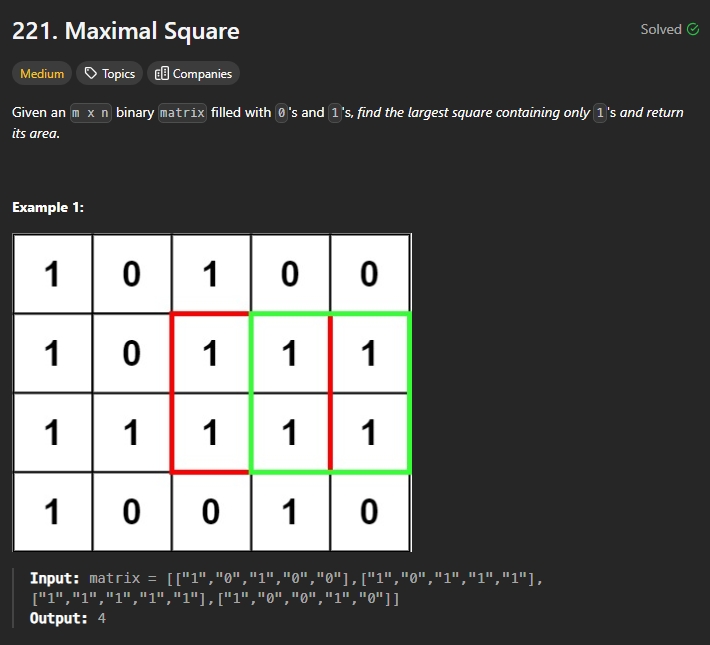 221. Maximal Square
Solved
Medium Topics Companies
Given an m x n binary matrix filled with 0's and 1's, find the largest square containing only 1's and return
its area.
Example 1:
1 0 1 0 0
1 0 1 1 1
1 1 1 1 1
1 0 0 1 0
Input: matrix = [["1","0","1","0","0"],["1","0","1","1","1"],
["1","1","1","1","1"],["1","0","0","1","0"]]
Output: 4